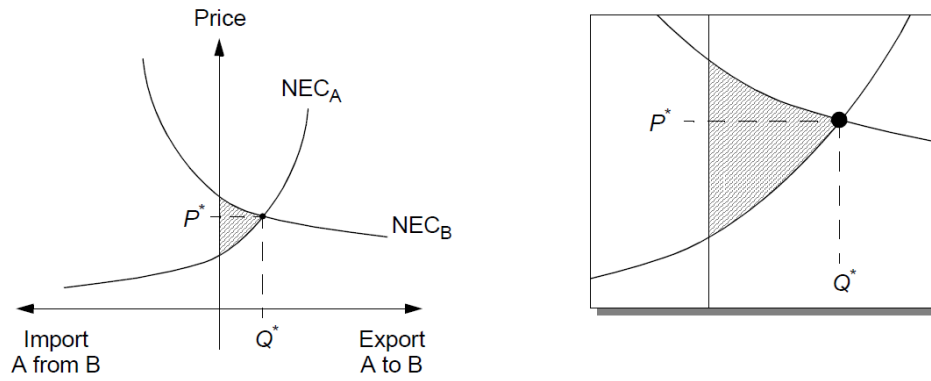 Price
NEC_A
P*
NEC_B
Import
A from B
Q*
Export
A to B
P*
Q*